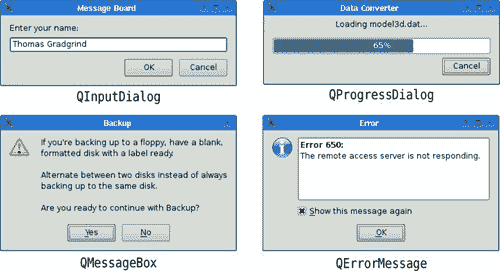 Message Board
Enter your name:
Thomas Gradgrind
OK
Cancel
QInputDialog
Data Converter
Loading model3d.dat...
65%
Cancel
QProgressDialog
Backup
If you're backing up to a floppy, have a blank,
formatted disk with a label ready.
Alternate between two disks instead of always
backing up to the same disk.
Are you ready to continue with Backup?
Yes
No
QMessageBox
Error
Error 650:
The remote access server is not responding.
Show this message again
OK
QErrorMessage